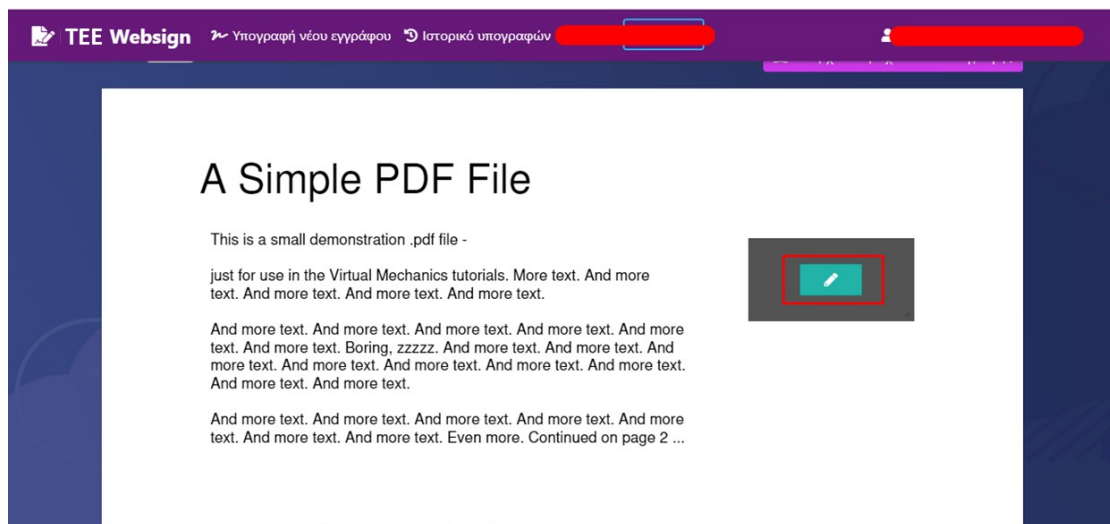 TEE Websign Υπογραφή νέου εγγράφου Ιστορικό υπογραφών
A Simple PDF File
This is a small demonstration .pdf file -
just for use in the Virtual Mechanics tutorials. More text. And more
text. And more text. And more text. And more text.
And more text. And more text. And more text. And more text. And more
text. And more text. Boring, zzzzz. And more text. And more text. And
more text. And more text. And more text. And more text. And more text.
And more text. And more text.
And more text. And more text. And more text. And more text. And more
text. And more text. And more text. Even more. Continued on page 2 ...